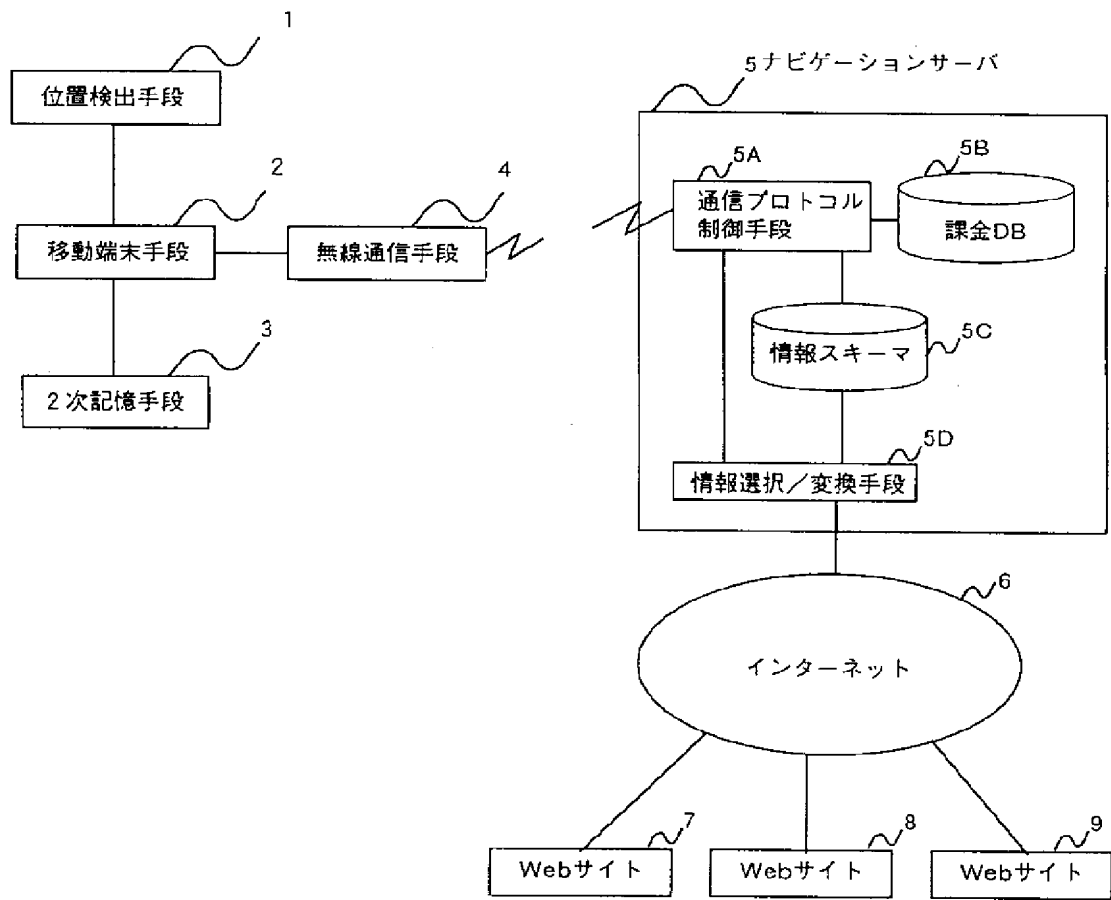 1
位置検出手段
2
移動端末手段
4
無線通信手段
3
2次記憶手段
5ナビゲーションサーバ
5A
通信プロトコル
制御手段
5B
課金DB
情報スキーマ
5C
5D
情報選択／変換手段
6
インターネット
7
Webサイト
8
Webサイト
9
Webサイト